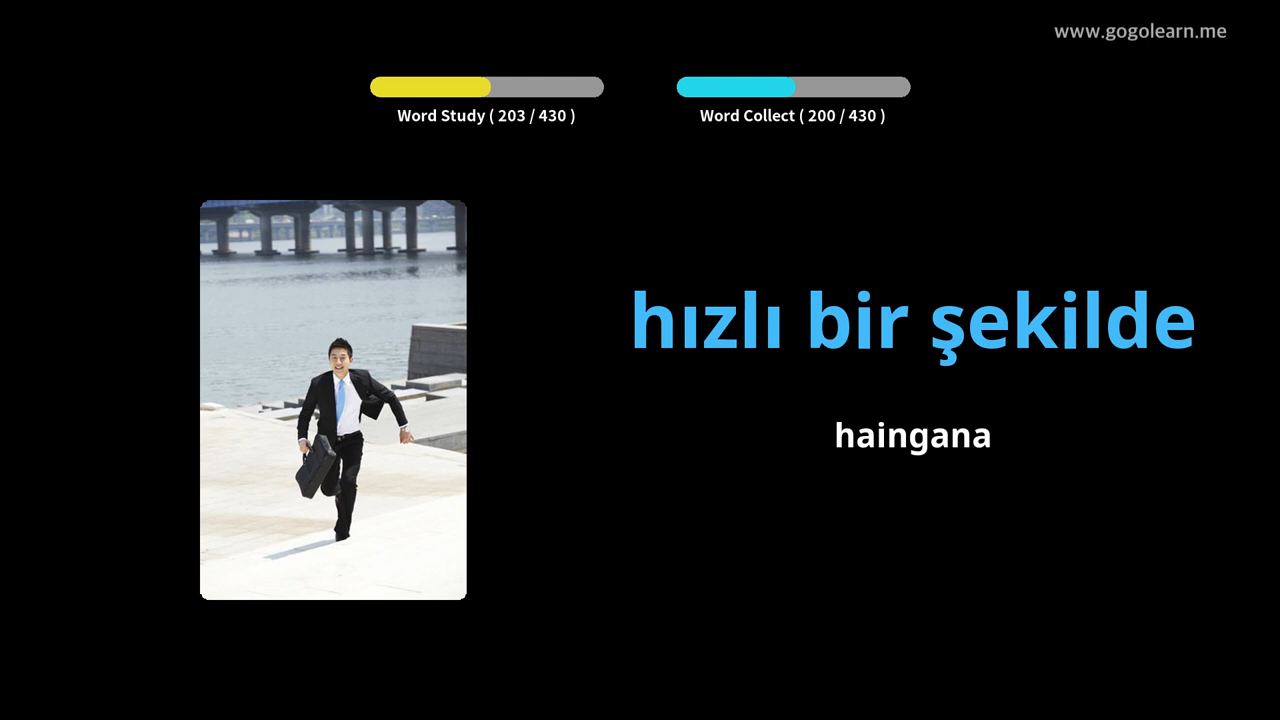 www.gogolearn.me
Word Study ( 203 / 430 )
Word Collect ( 200 / 430 )
hızlı bir şekilde
haingana